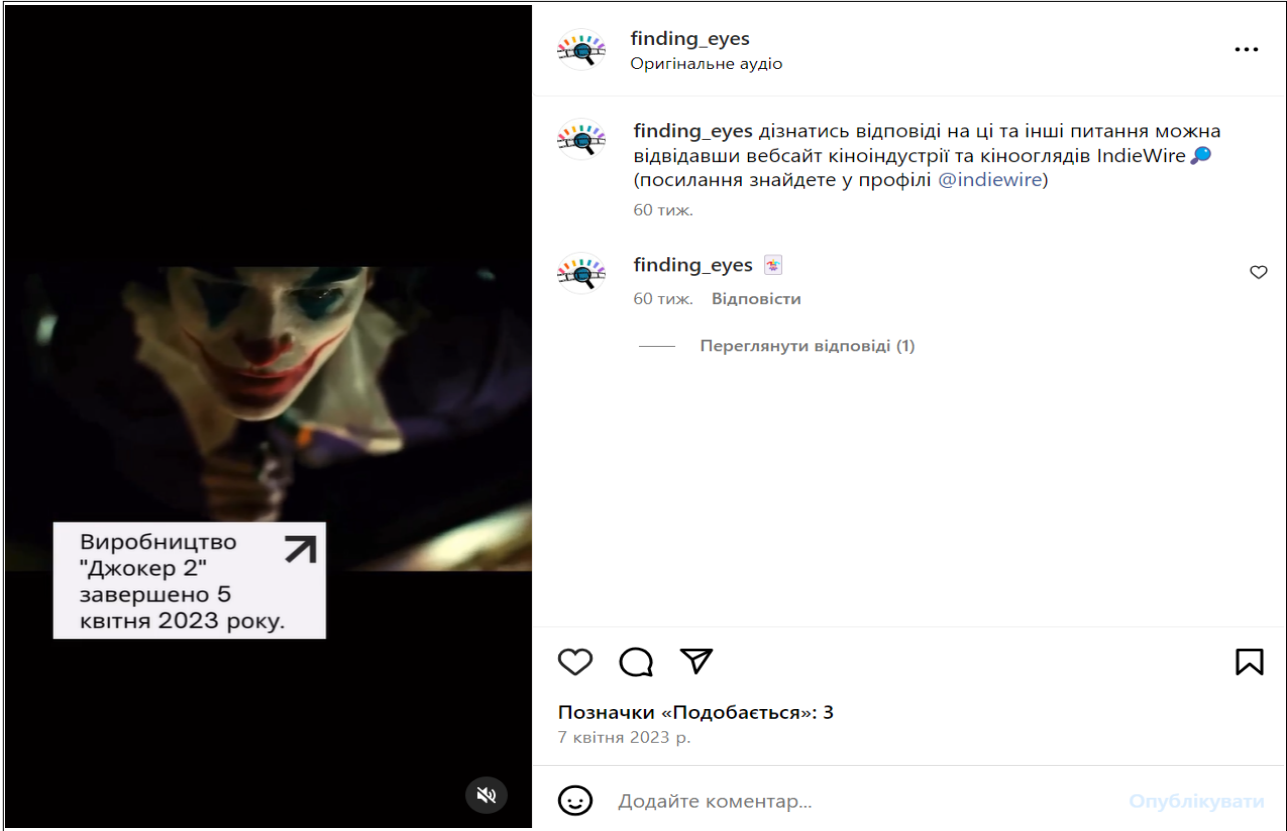 finding_eyes
Оригінальне аудіо
finding_eyes дізнатись відповіді на ці та інші питання можна
відвідавши вебсайт кіноіндустрії та кінооглядів IndieWire 🔎
(посилання знайдете у профілі @indiewire)
60 тиж.
finding_eyes 🃏
60 тиж. Відповісти
Переглянути відповіді (1)
Виробництво
"Джокер 2"
завершено 5
квітня 2023 року.
Позначки «Подобається»: 3
7 квітня 2023 р.
Додайте коментар...
Опублікувати